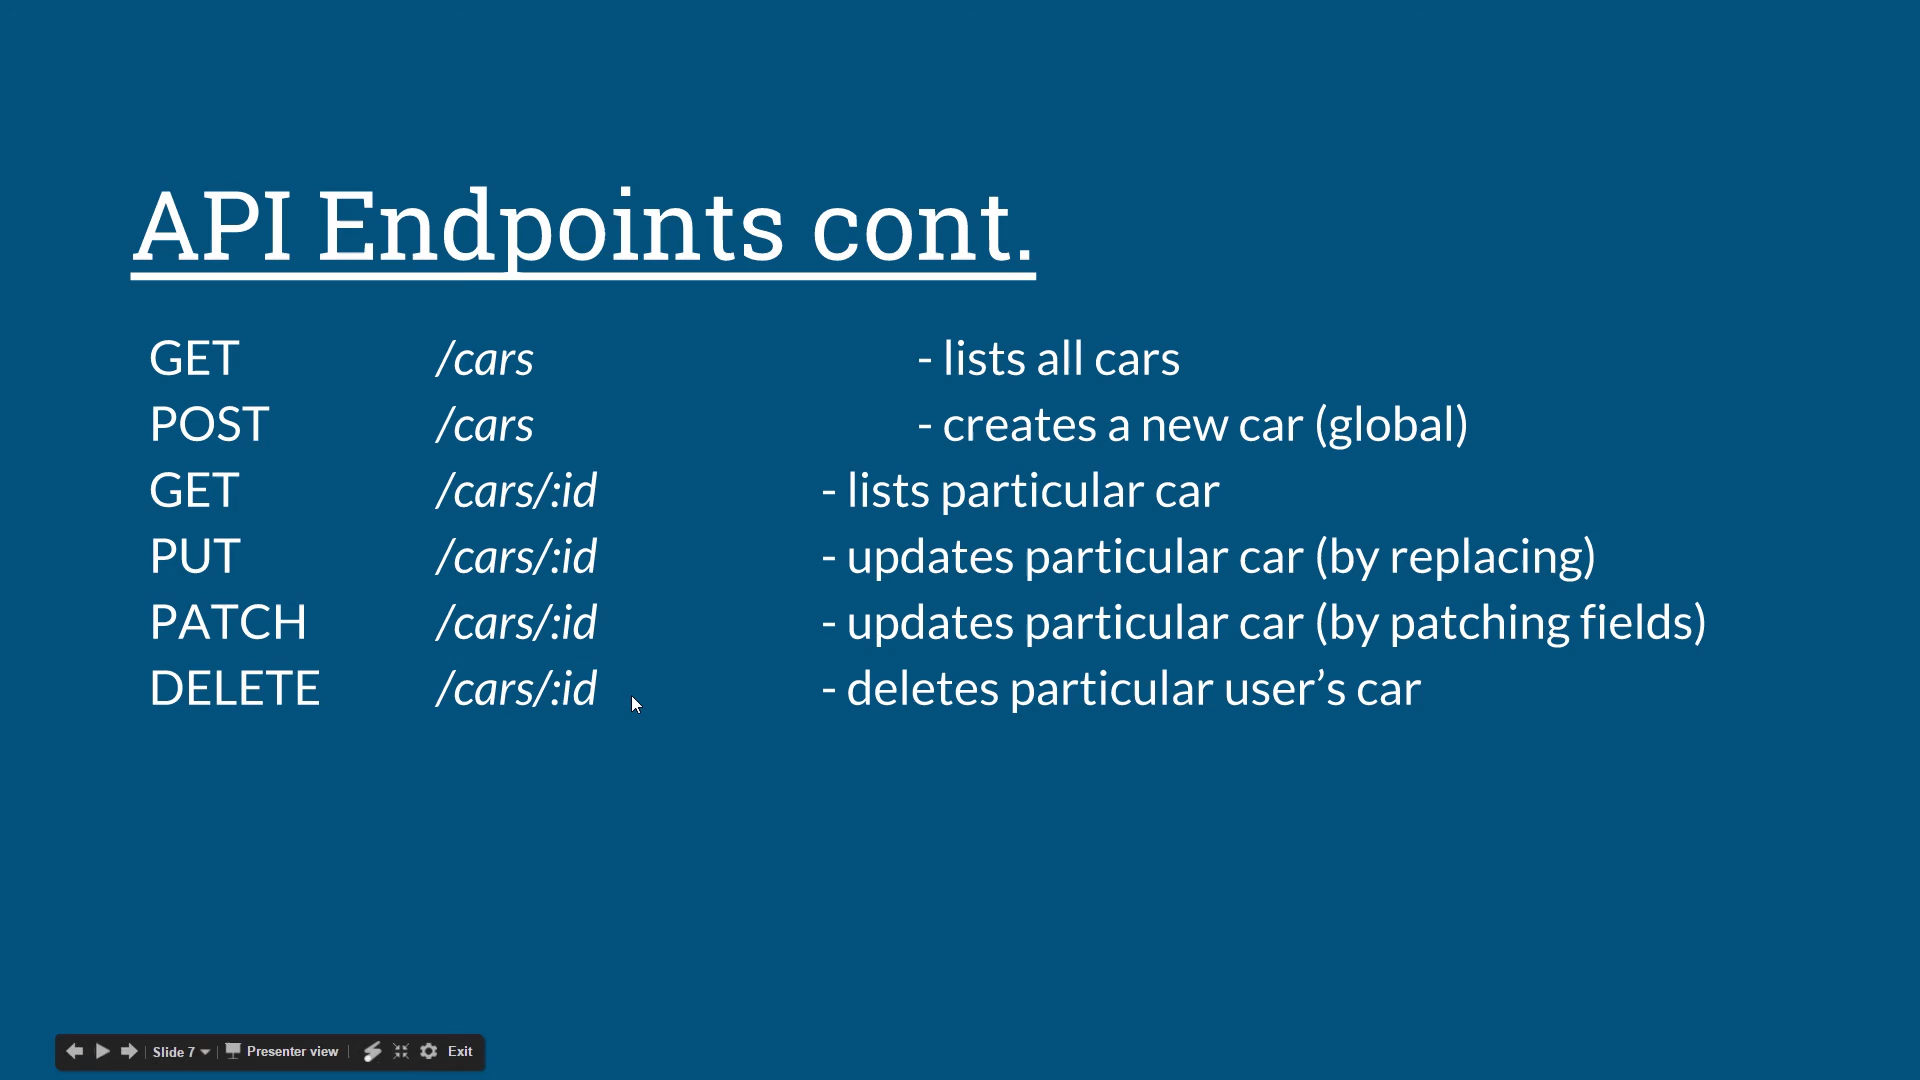 API Endpoints cont.
GET /cars - lists all cars
POST /cars - creates a new car (global)
GET /cars/:id - lists particular car
PUT /cars/:id - updates particular car (by replacing)
PATCH /cars/:id - updates particular car (by patching fields)
DELETE /cars/:id - deletes particular user’s car
Slide 7 Presenter view Exit